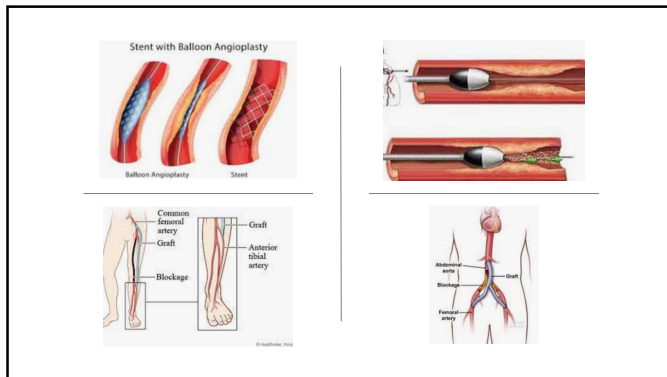 Stent with Balloon Angioplasty
Balloon Angioplasty
Stent
Common
femoral
artery
Graft
Blockage
Graft
Anterior
tibial
artery
Abdominal
aorta
Blockage
Femoral
artery
Graft